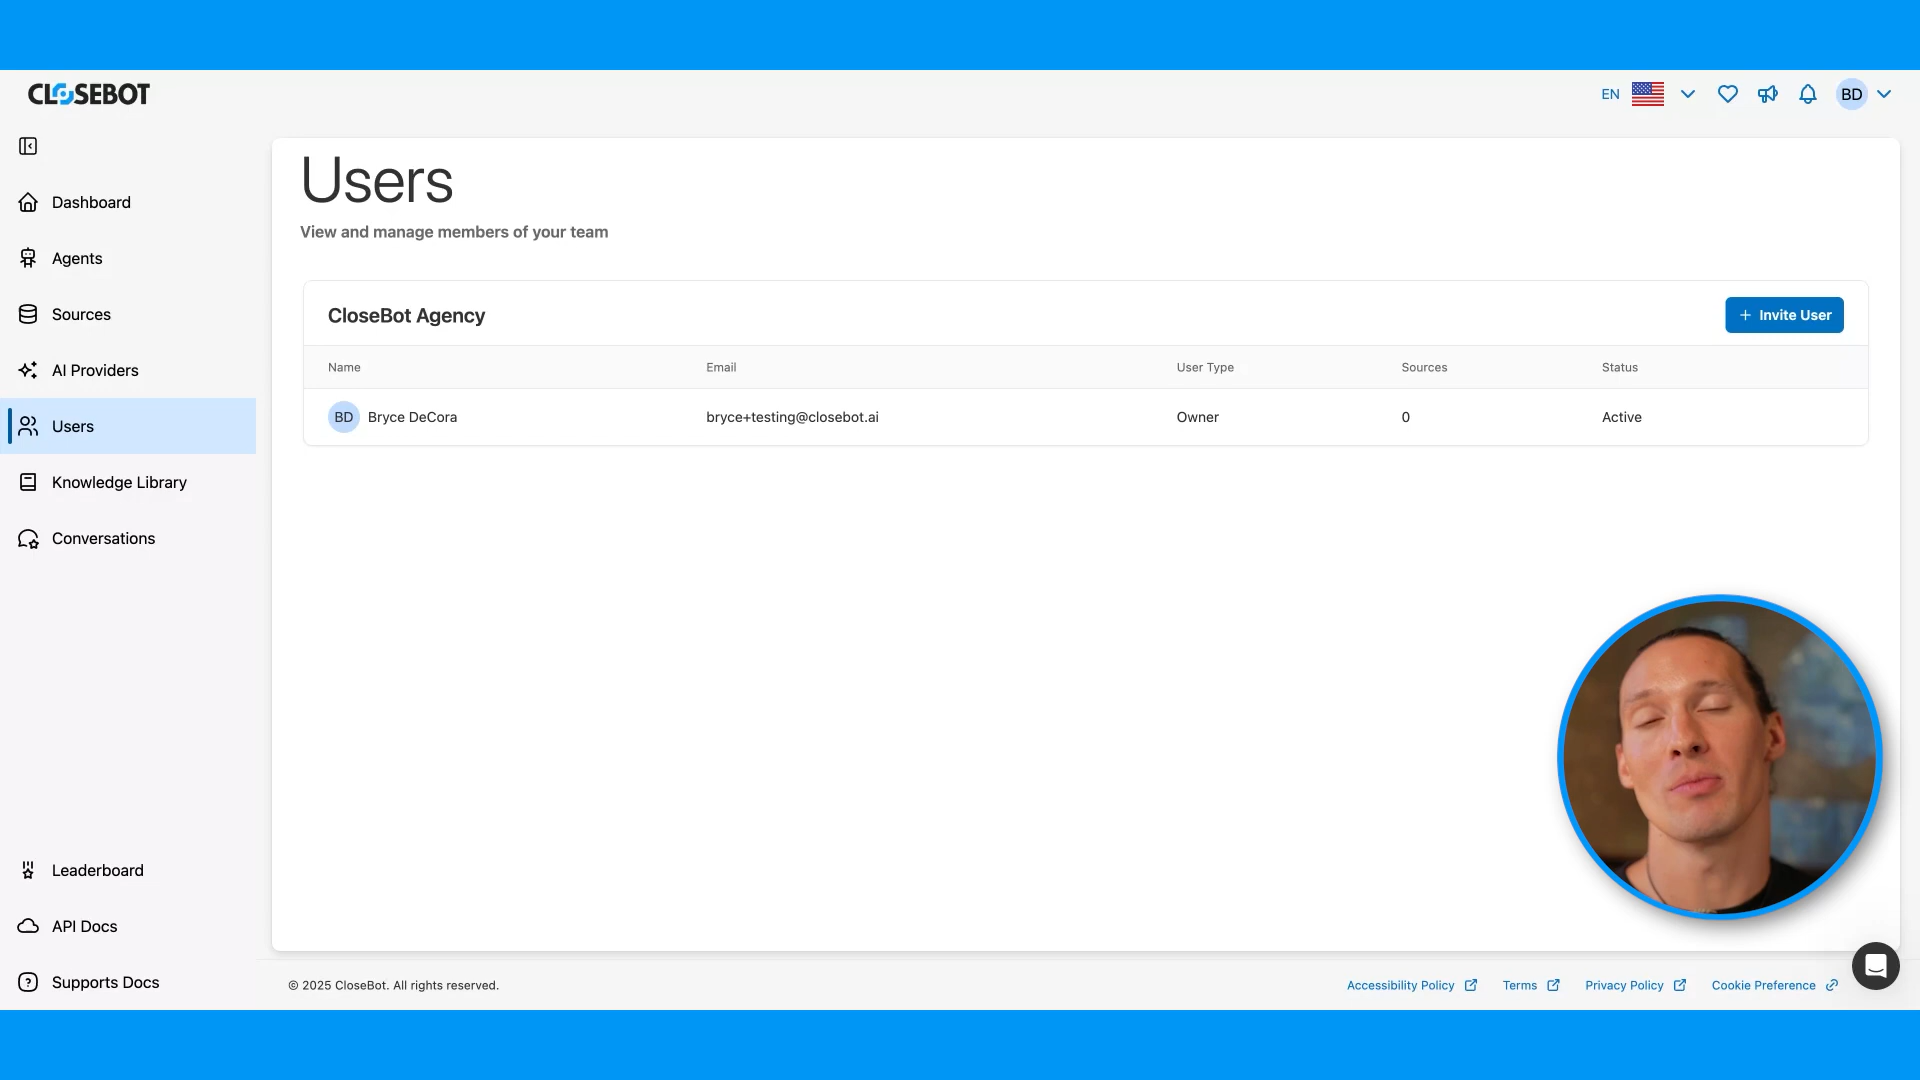 CLOSEBOT
EN
BD
Dashboard
Agents
Sources
AI Providers
Users
Knowledge Library
Conversations
Leaderboard
API Docs
Supports Docs
Users
View and manage members of your team
CloseBot Agency
+ Invite User
Name Email User Type Sources Status
BD Bryce DeCora bryce+testing@closebot.ai Owner 0 Active
© 2025 CloseBot. All rights reserved.
Accessibility Policy Terms Privacy Policy Cookie Preference